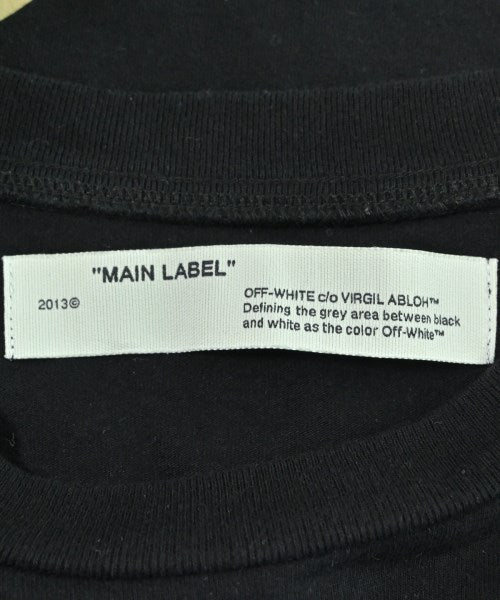 "MAIN LABEL"
2013©
OFF-WHITE c/o VIRGIL ABLOH™
Defining the grey area between black
and white as the color Off-White™